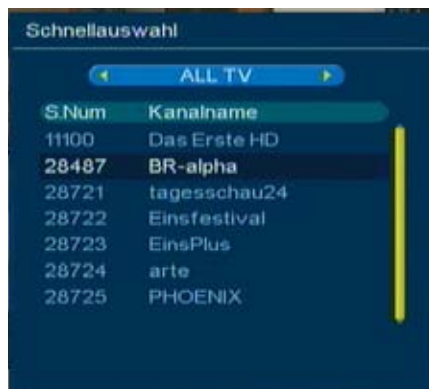 Schnellauswahl
ALL TV
S.Num Kanalname
11100 Das Erste HD
28487 BR-alpha
28721 tagesschau24
28722 Einsfestival
28723 EinsPlus
28724 arte
28725 PHOENIX